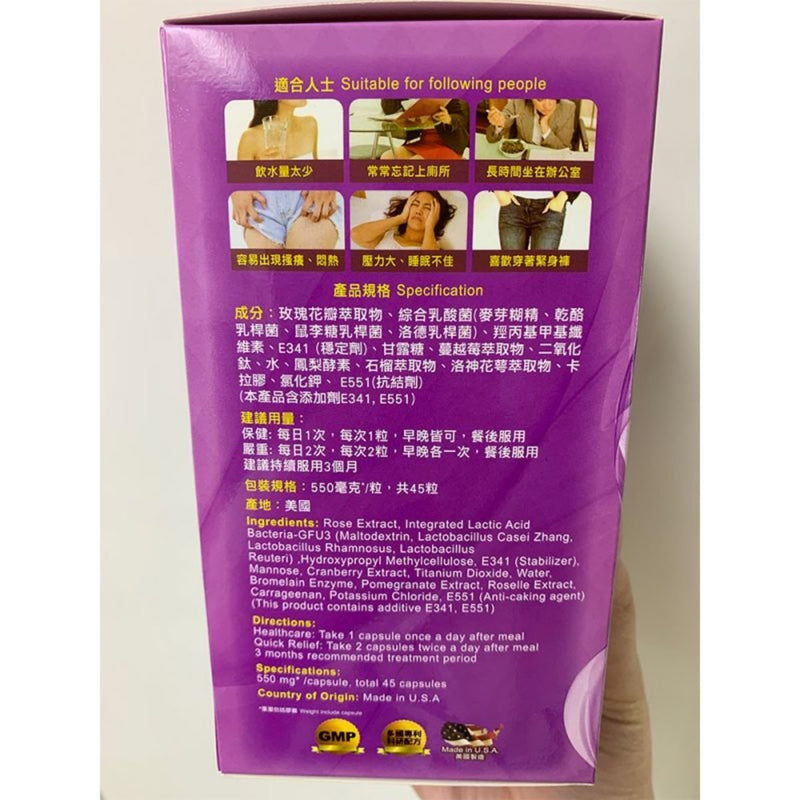 適合人士 Suitable for following people
飲水量太少
常常忘記上廁所
長時間坐在辦公室
容易出現搔癢、悶熱
壓力大、睡眠不佳
喜歡穿著緊身褲
產品規格 Specification
成分：玫瑰花瓣萃取物、綜合乳酸菌(麥芽糊精、乾酪
乳桿菌、鼠李糖乳桿菌、洛德乳桿菌)、羥丙基甲基纖
維素、E341 (穩定劑)、甘露糖、蔓越莓萃取物、二氧化
鈦、水、鳳梨酵素、石榴萃取物、洛神花萼萃取物、卡
拉膠、氯化鉀、 E551(抗結劑)
(本產品含添加劑E341, E551)
建議用量：
保健: 每日1次，每次1粒，早晚皆可，餐後服用
嚴重: 每日2次，每次2粒，早晚各一次，餐後服用
建議持續服用3個月
包裝規格：550毫克*/粒，共45粒
產地：美國
Ingredients: Rose Extract, Integrated Lactic Acid
Bacteria-GFU3 (Maltodextrin, Lactobacillus Casei Zhang,
Lactobacillus Rhamnosus, Lactobacillus
Reuteri) ,Hydroxypropyl Methylcellulose, E341 (Stabilizer),
Mannose, Cranberry Extract, Titanium Dioxide, Water,
Bromelain Enzyme, Pomegranate Extract, Roselle Extract,
Carrageenan, Potassium Chloride, E551 (Anti-caking agent)
(This product contains additive E341, E551)
Directions:
Healthcare: Take 1 capsule once a day after meal
Quick Relief: Take 2 capsules twice a day after meal
3 months recommended treatment period
Specifications:
550 mg* /capsule, total 45 capsules
Country of Origin: Made in U.S.A
*重量包括膠囊 Weight include capsule
GMP
多國專利
科研配方
Made in U.S.A.
美國製造